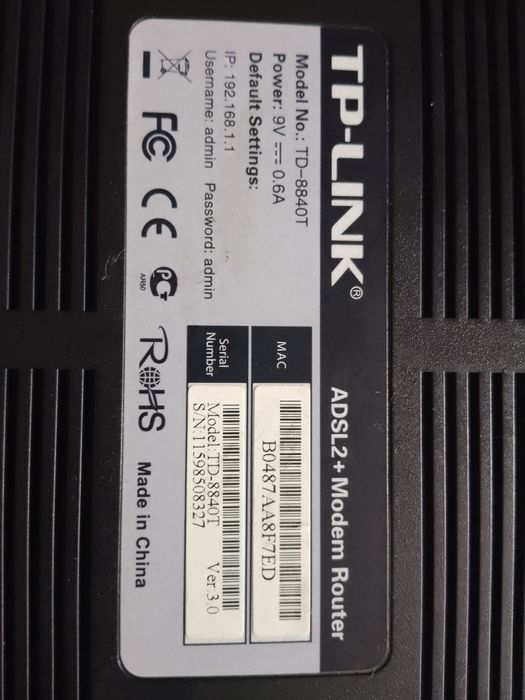 TP-LINK® ADSL2+ Modem Router
Model No.: TD-8840T
Power: 9V ⎓ 0.6A
Default Settings:
IP: 192.168.1.1
Username: admin Password: admin
MAC
B0487AA8F7ED
Serial Number
Model: TD-8840T Ver:3.0
S/N:11598508327
FC CE PCT
AR50
RoHS
Made in China